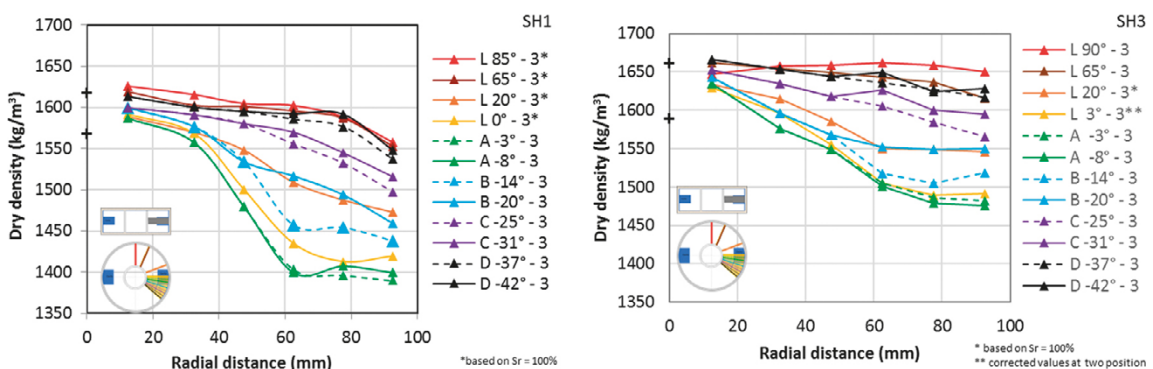 SH1
Dry density (kg/m³)
1700
1650
1600
1550
1500
1450
1400
1350
0
20
40
60
80
100
Radial distance (mm)
L 85° - 3*
L 65° - 3*
L 20° - 3*
L 0° - 3*
A -3° - 3
A -8° - 3
B -14° - 3
B -20° - 3
C -25° - 3
C -31° - 3
D -37° - 3
D -42° - 3
*based on Sr = 100%
SH3
Dry density (kg/m³)
1700
1650
1600
1550
1500
1450
1400
1350
0
20
40
60
80
100
Radial distance (mm)
L 90° - 3
L 65° - 3
L 20° - 3*
L 3° - 3**
A -3° - 3
A -8° - 3
B -14° - 3
B -20° - 3
C -25° - 3
C -31° - 3
D -37° - 3
D -42° - 3
* based on Sr = 100%
** corrected values at two position